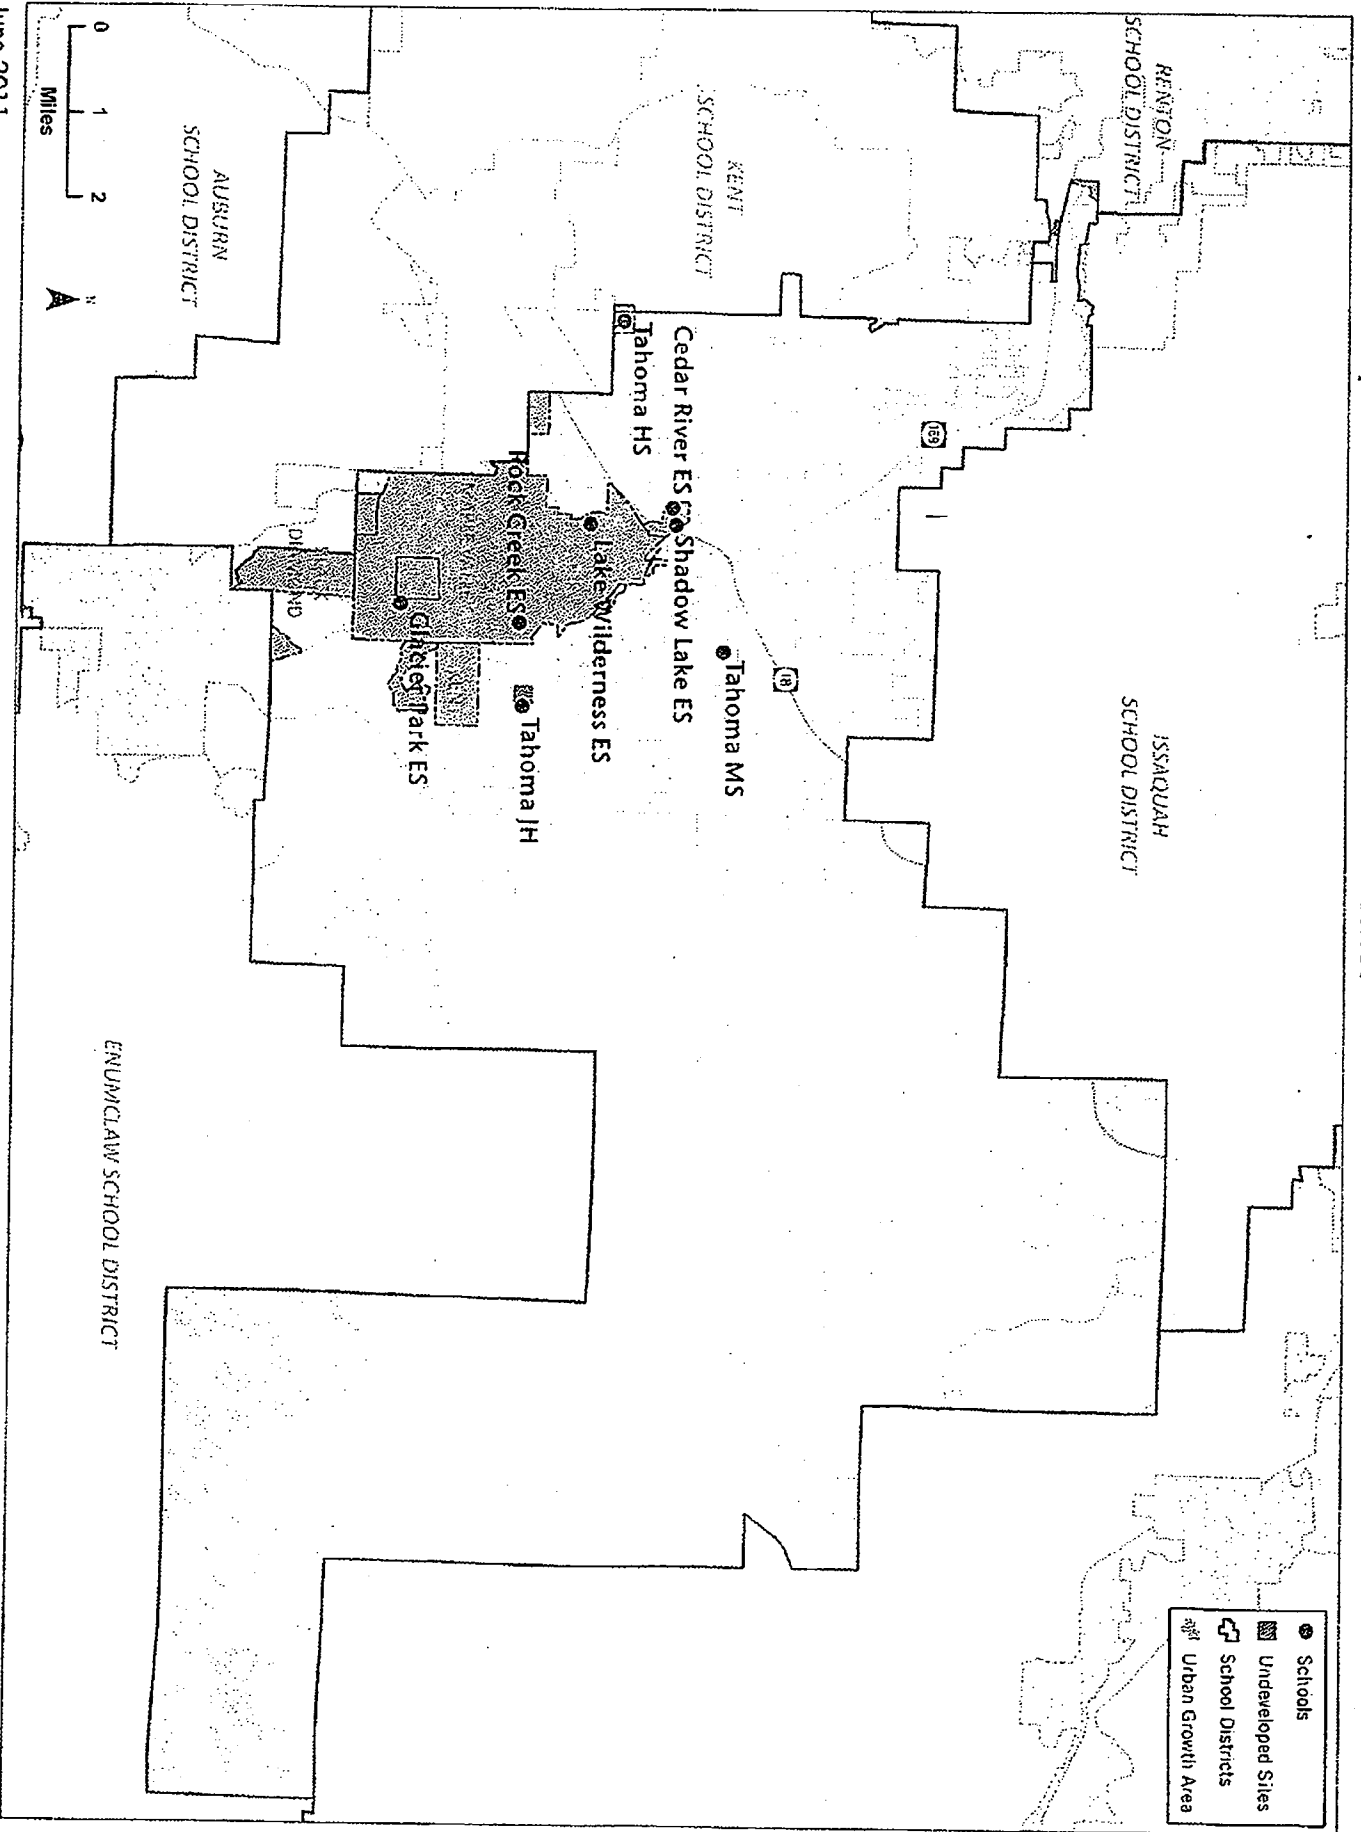 RENTON
SCHOOL DISTRICT
ISSAQUAH
SCHOOL DISTRICT
Schools
Undeveloped Sites
School Districts
Urban Growth Area
169
18
KENT
SCHOOL DISTRICT
Tahoma MS
Cedar River ES
Shadow Lake ES
Tahoma HS
Lake Wilderness ES
Rock Creek ES
Tahoma JH
Glacier Park ES
AUBURN
SCHOOL DISTRICT
ENUMCLAW SCHOOL DISTRICT
0 1 2
Miles
N
June 2011